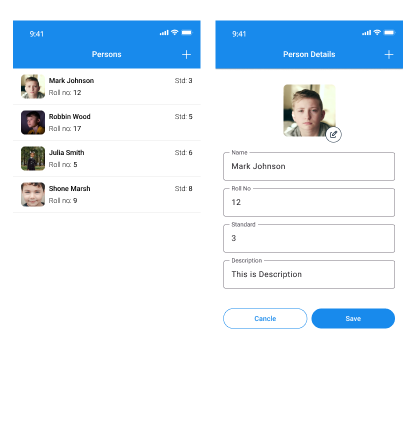 9:41
Persons
Mark Johnson
Std: 3
Roll no: 12
Robbin Wood
Std: 5
Roll no: 17
Julia Smith
Std: 6
Roll no: 5
Shone Marsh
Std: 8
Roll no: 9
9:41
Person Details
Name
Mark Johnson
Roll No
12
Standard
3
Description
This is Description
Cancle
Save